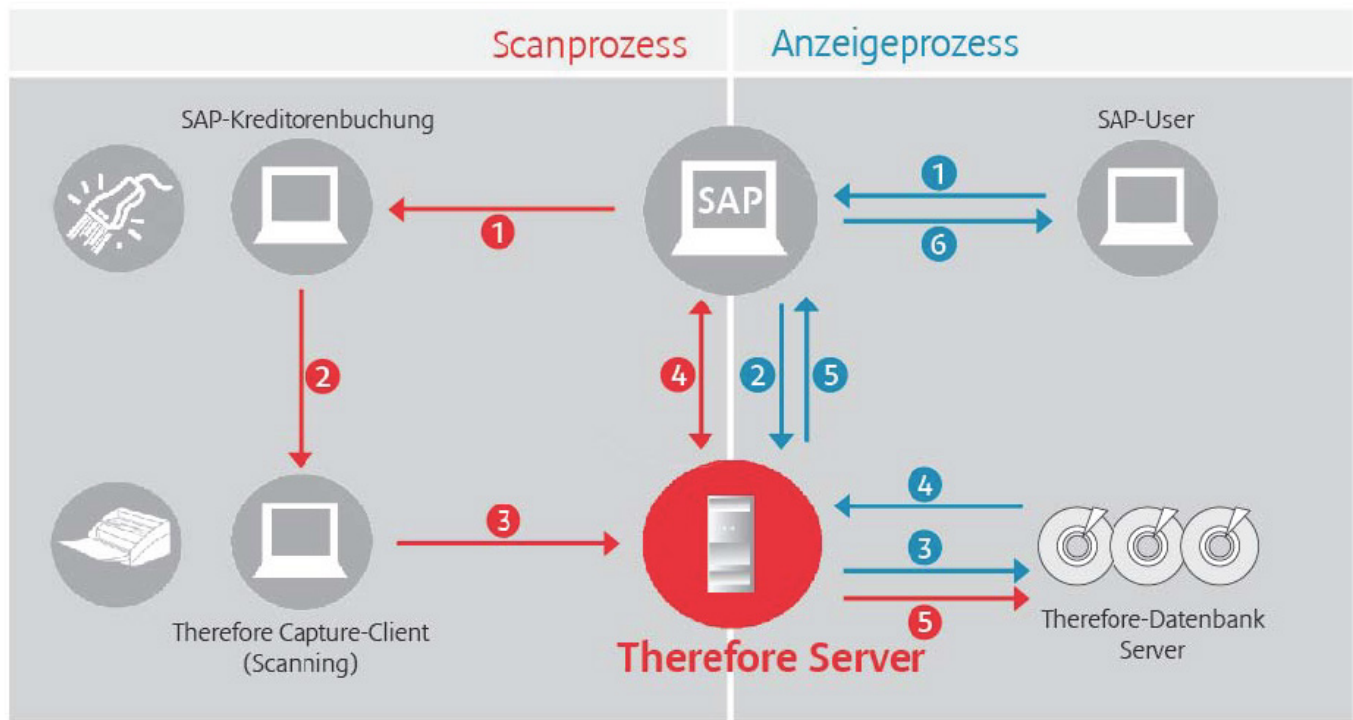 Scanprozess
Anzeigeprozess
SAP-Kreditorenbuchung
SAP-User
SAP
1
1
6
2
4
2
5
3
4
3
5
Therefore Capture-Client
(Scanning)
Therefore Server
Therefore-Datenbank
Server